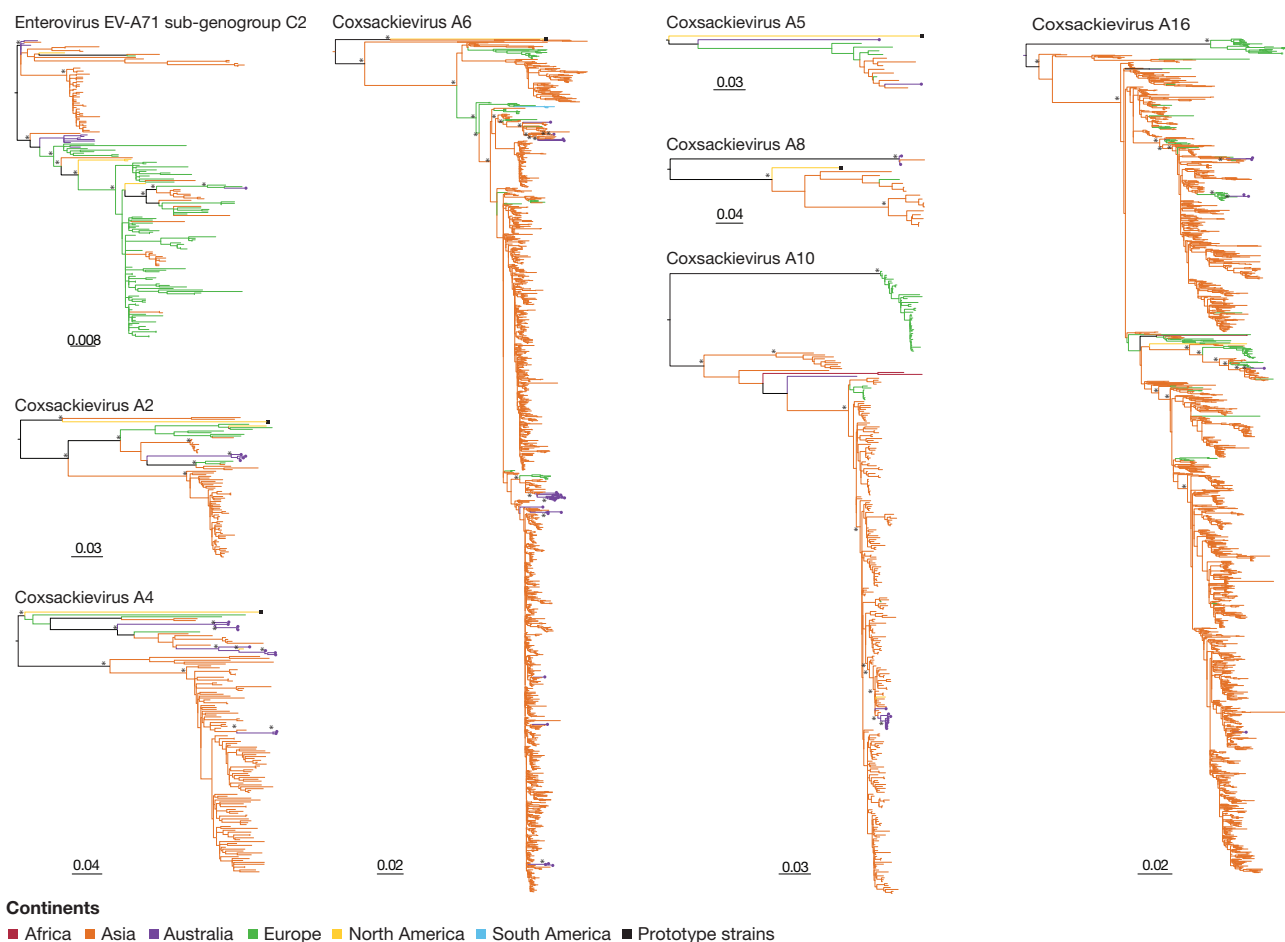 Enterovirus EV-A71 sub-genogroup C2
0.008
Coxsackievirus A2
0.03
Coxsackievirus A4
0.04
Coxsackievirus A6
0.02
Coxsackievirus A5
0.03
Coxsackievirus A8
0.04
Coxsackievirus A10
0.03
Coxsackievirus A16
0.02
Continents
Africa Asia Australia Europe North America South America Prototype strains